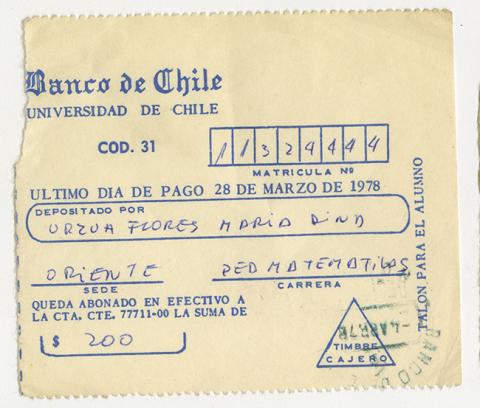 Banco de Chile
UNIVERSIDAD DE CHILE
COD. 31
11324444
MATRICULA Nº
ULTIMO DIA DE PAGO 28 DE MARZO DE 1978
DEPOSITADO POR
URZUA FLORES MARIA DINA
ORIENTE PED MATEMATICAS
SEDE CARRERA
QUEDA ABONADO EN EFECTIVO A
LA CTA. CTE. 77711-00 LA SUMA DE
$ 200
TIMBRE
CAJERO
TALON PARA EL ALUMNO
BANCO